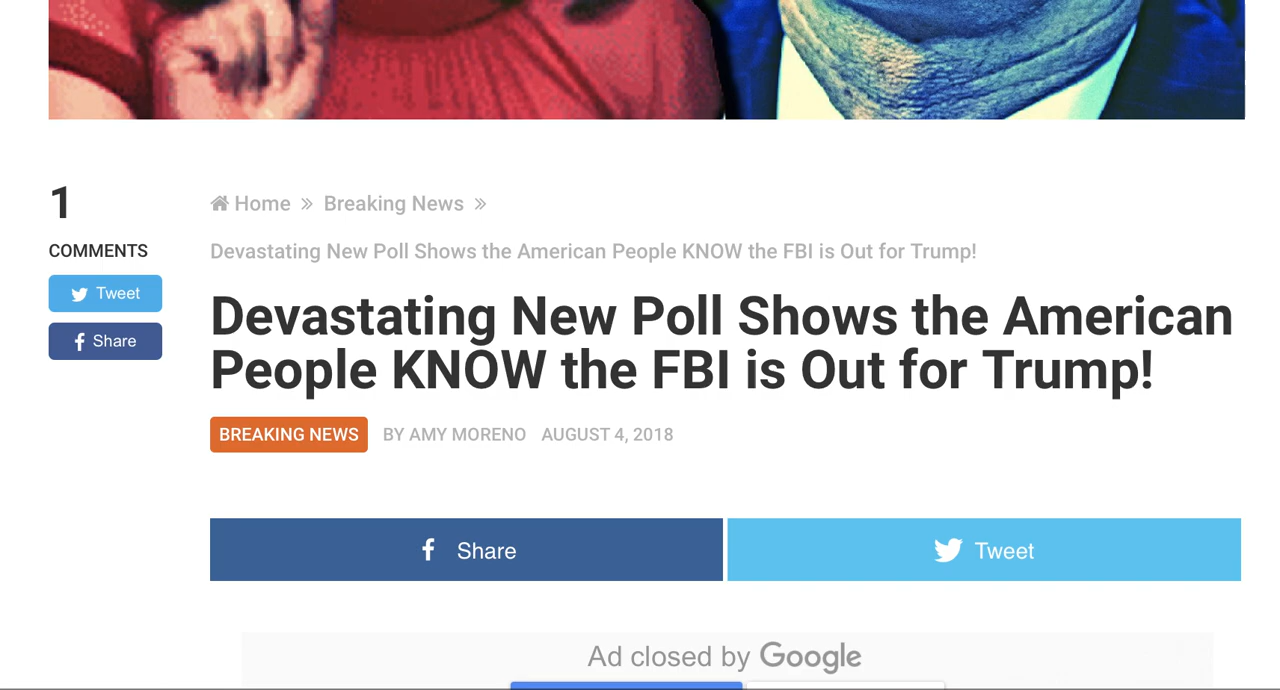 1
COMMENTS
Tweet
Share
Home » Breaking News »
Devastating New Poll Shows the American People KNOW the FBI is Out for Trump!
Devastating New Poll Shows the American
People KNOW the FBI is Out for Trump!
BREAKING NEWS BY AMY MORENO AUGUST 4, 2018
Share Tweet
Ad closed by Google